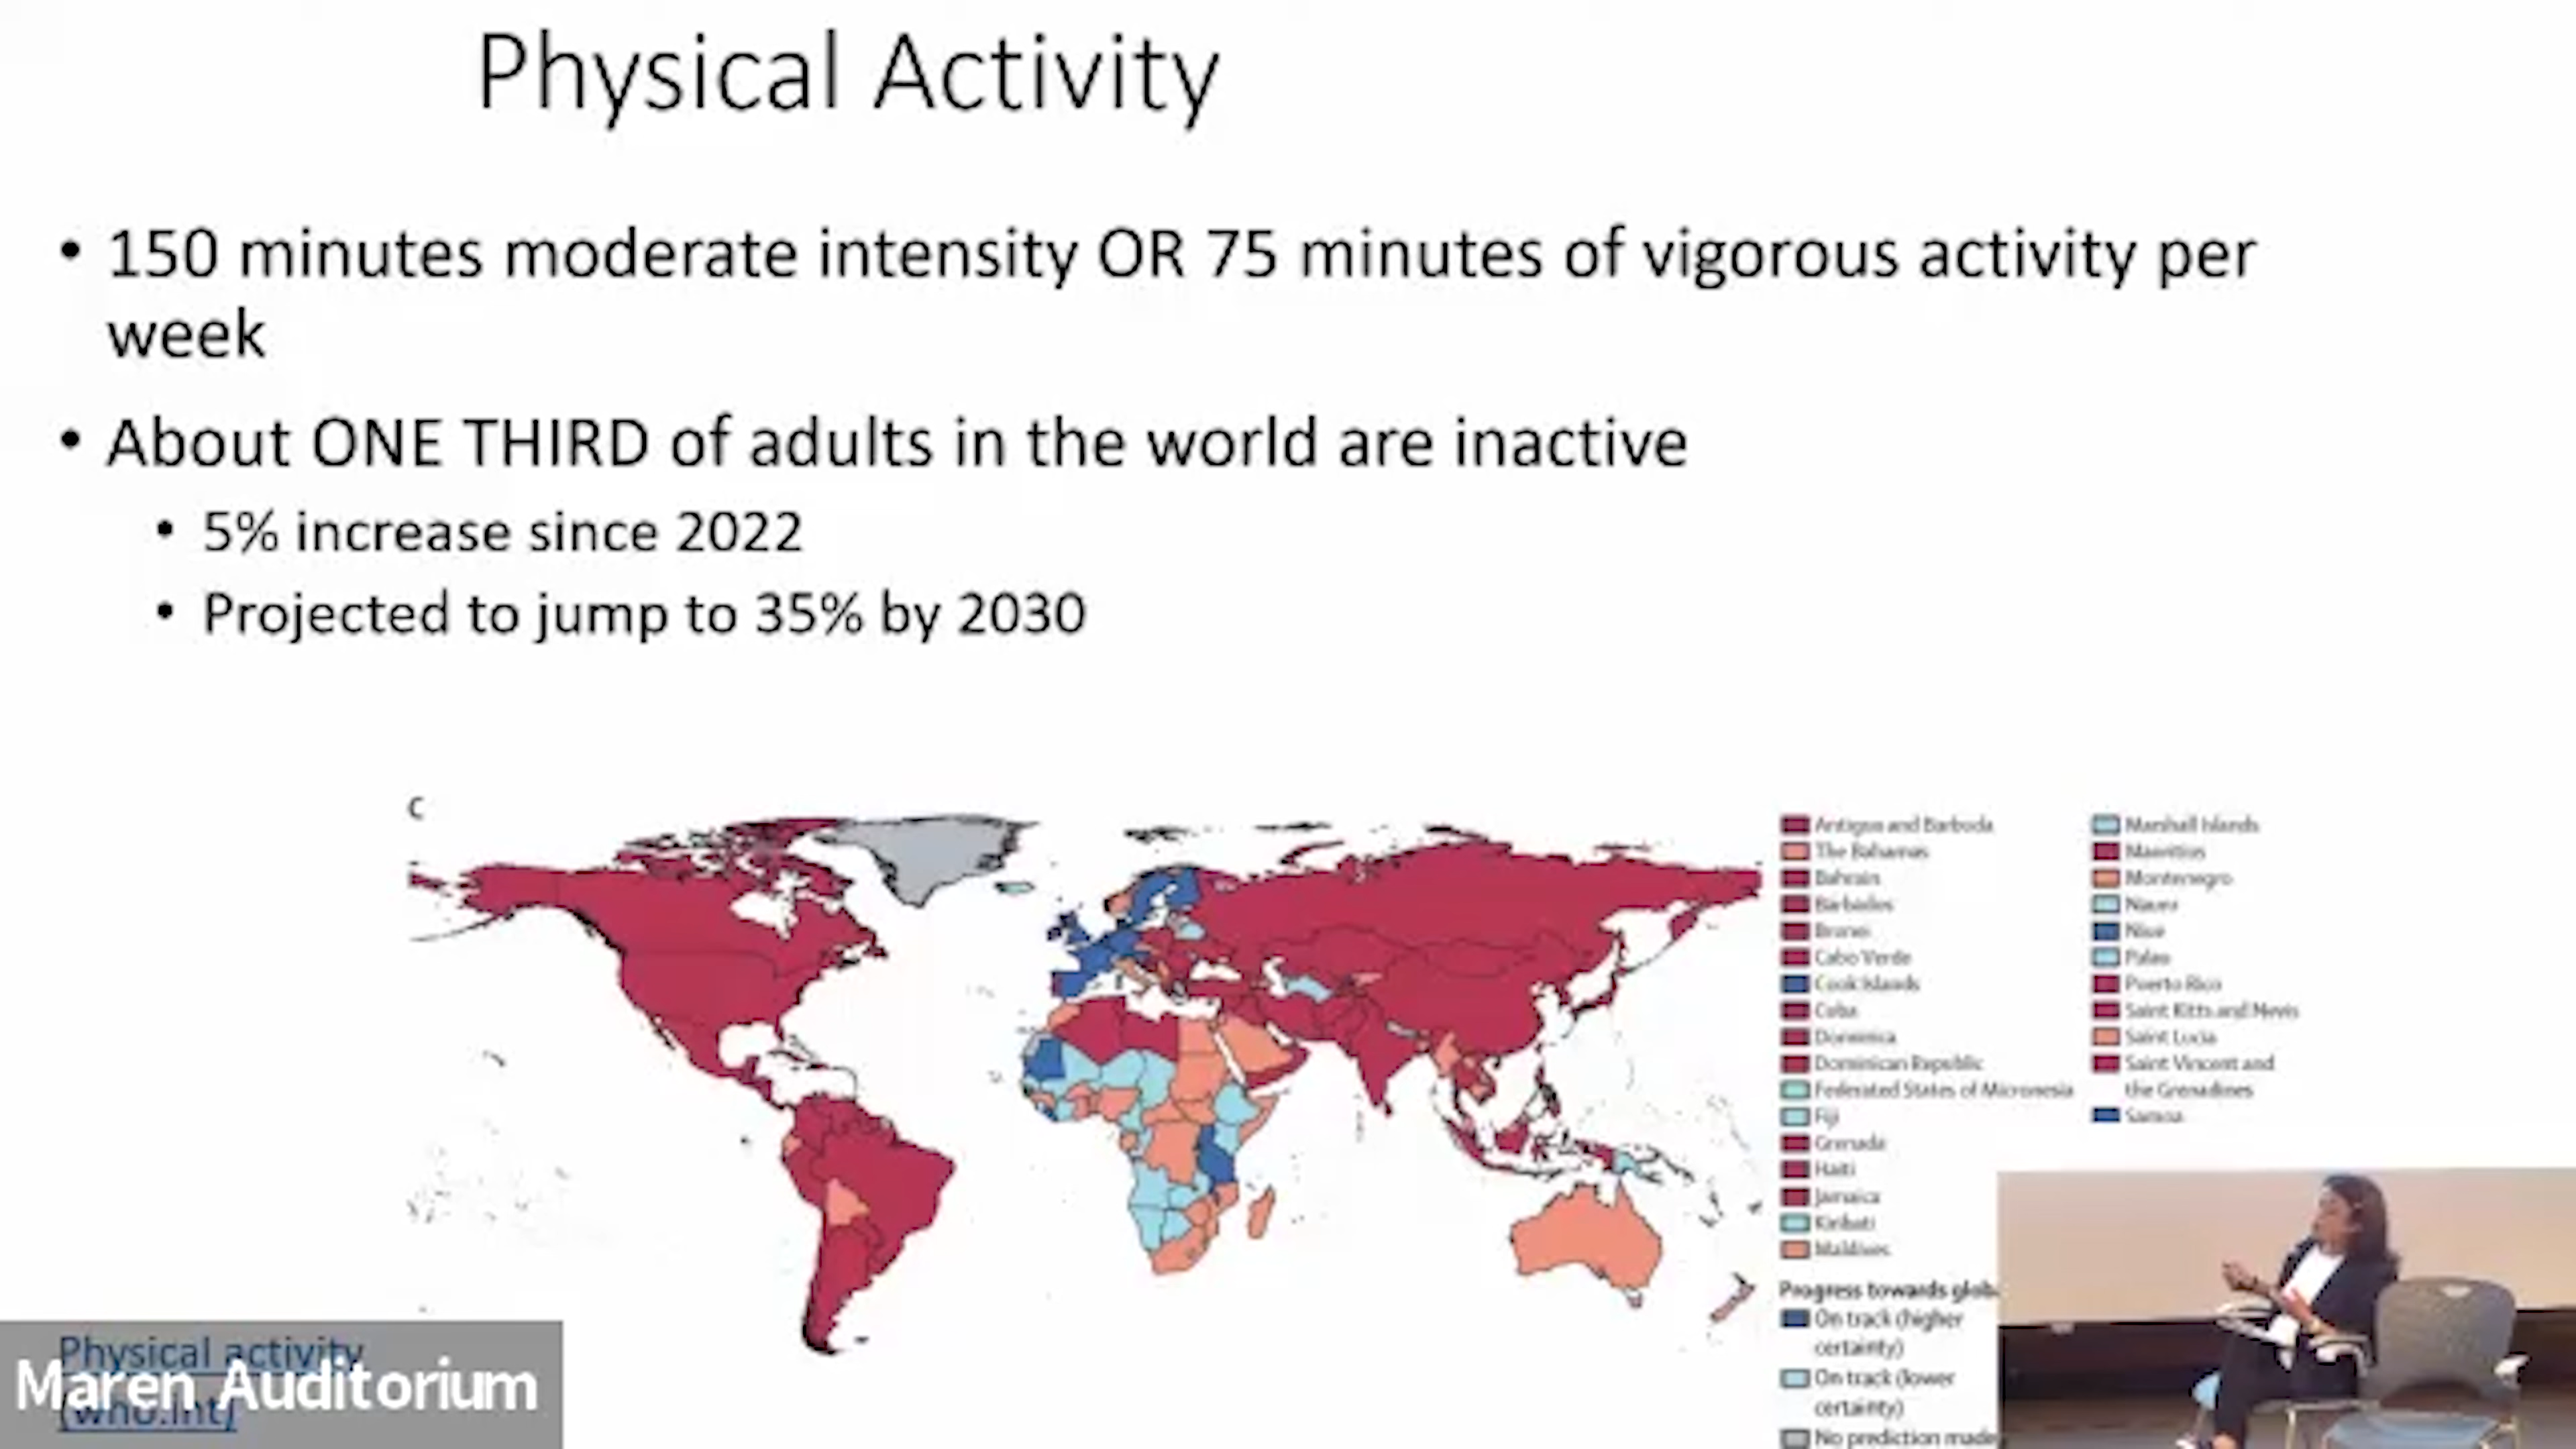 Physical Activity
• 150 minutes moderate intensity OR 75 minutes of vigorous activity per
week
• About ONE THIRD of adults in the world are inactive
• 5% increase since 2022
• Projected to jump to 35% by 2030
C
Antigua and Barbuda
The Bahamas
Bahrain
Barbados
Brunei
Cabo Verde
Cook Islands
Cuba
Dominica
Dominican Republic
Federated States of Micronesia
Fiji
Grenada
Haiti
Jamaica
Kiribati
Maldives
Marshall Islands
Mauritius
Montenegro
Nauru
Niue
Palau
Puerto Rico
Saint Kitts and Nevis
Saint Lucia
Saint Vincent and
the Grenadines
Samoa
Progress towards
On track (higher
certainty)
On track (lower
certainty)
No prediction made
Physical activity
(who.int)
Maren Auditorium